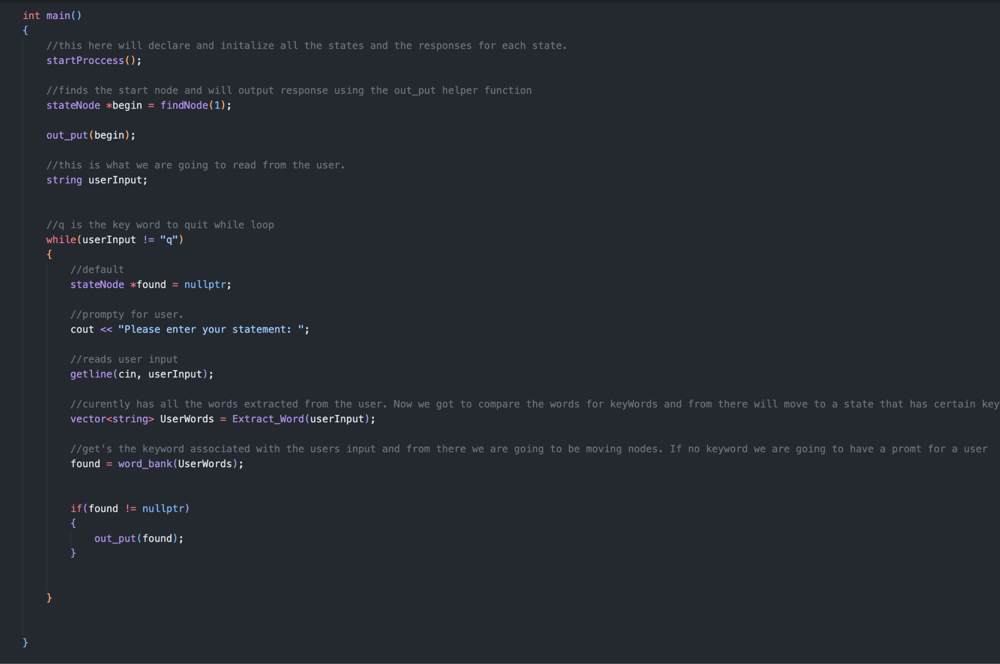 int main()
{
//this here will declare and initalize all the states and the responses for each state.
startProccess();
//finds the start node and will output response using the out_put helper function
stateNode *begin = findNode(1);
out_put(begin);
//this is what we are going to read from the user.
string userInput;
//q is the key word to quit while loop
while(userInput != "q")
{
//default
stateNode *found = nullptr;
//prompty for user.
cout << "Please enter your statement: ";
//reads user input
getline(cin, userInput);
//curently has all the words extracted from the user. Now we got to compare the words for keyWords and from there will move to a state that has certain key
vector<string> UserWords = Extract_Word(userInput);
//get's the keyword associated with the users input and from there we are going to be moving nodes. If no keyword we are going to have a promt for a user
found = word_bank(UserWords);
if(found != nullptr)
{
out_put(found);
}
}
}